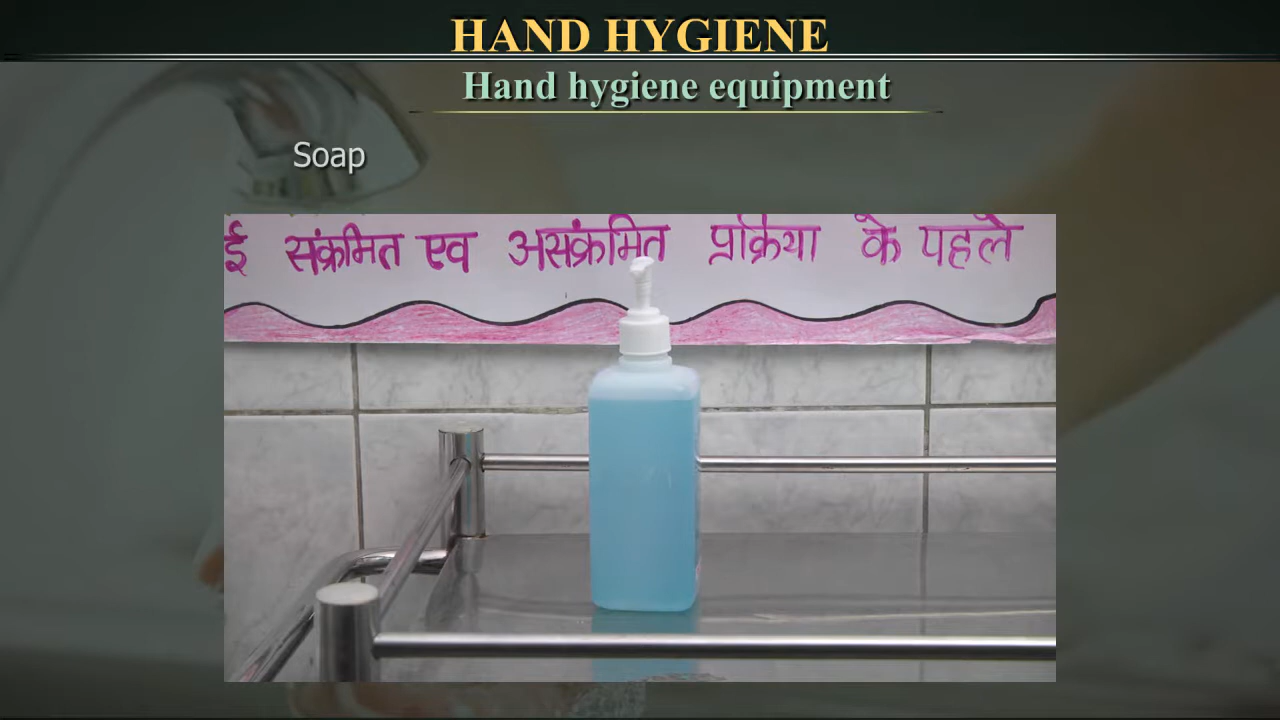 HAND HYGIENE
Hand hygiene equipment
Soap
ई संक्रमित एव असंक्रमित प्रक्रिया के पहले